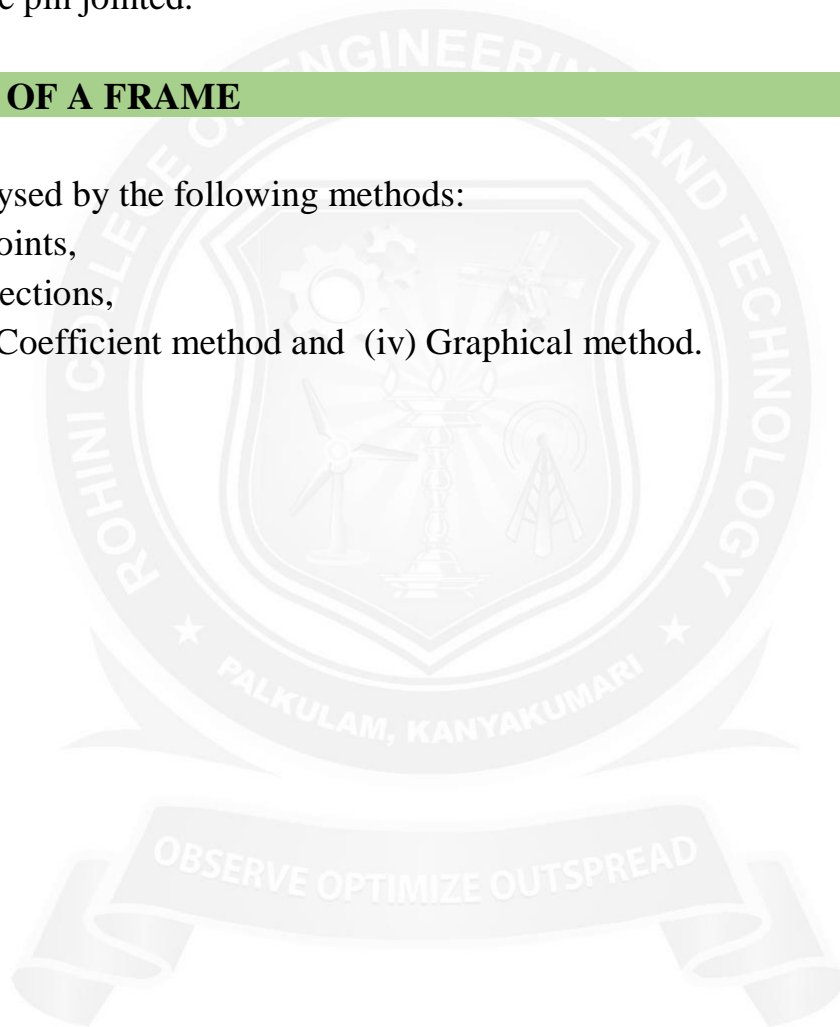 pin jointed.
OF A FRAME
ysed by the following methods:
oints,
ections,
Coefficient method and (iv) Graphical method.
ROHINI COLLEGE OF ENGINEERING AND TECHNOLOGY
PALKULAM, KANYAKUMARI
OBSERVE OPTIMIZE OUTSPREAD